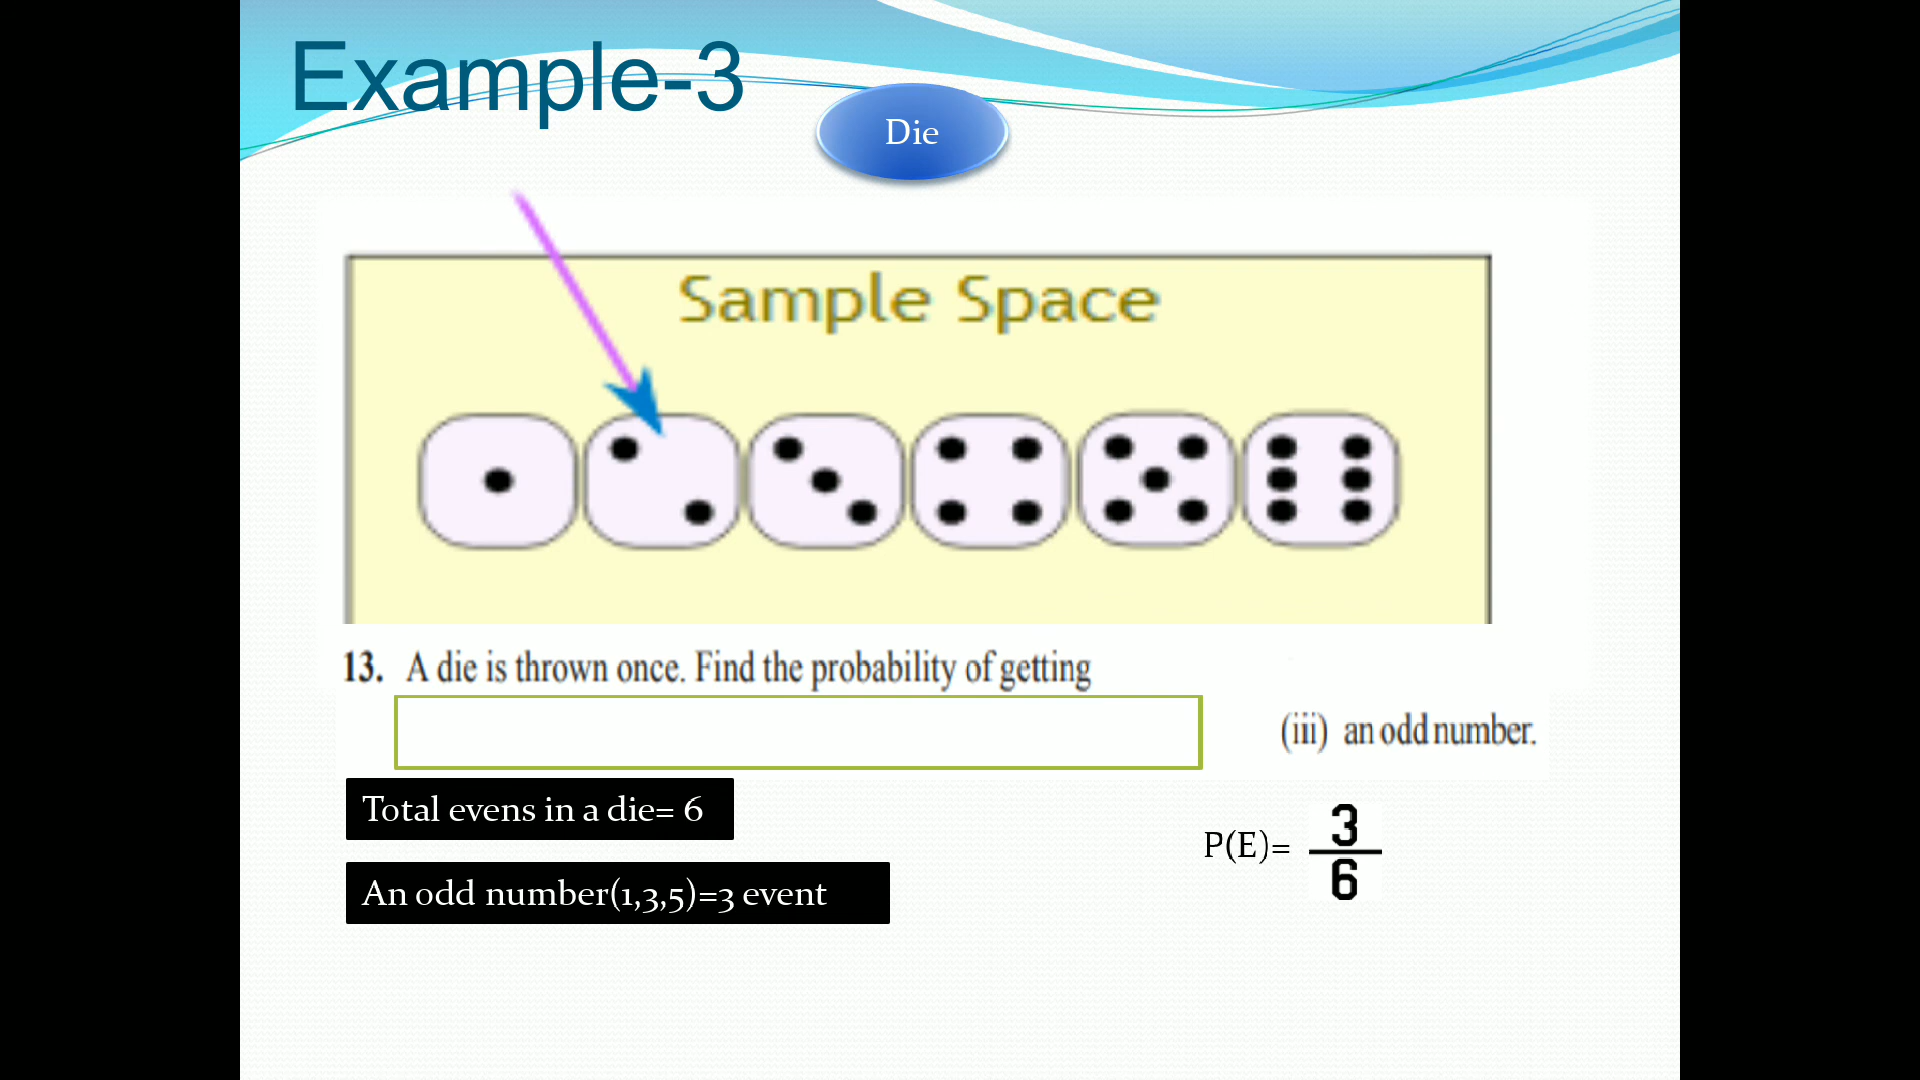 Example-3
Die
Sample Space
13. A die is thrown once. Find the probability of getting
(iii) an odd number.
Total evens in a die= 6
P(E)= 3/6
An odd number(1,3,5)=3 event